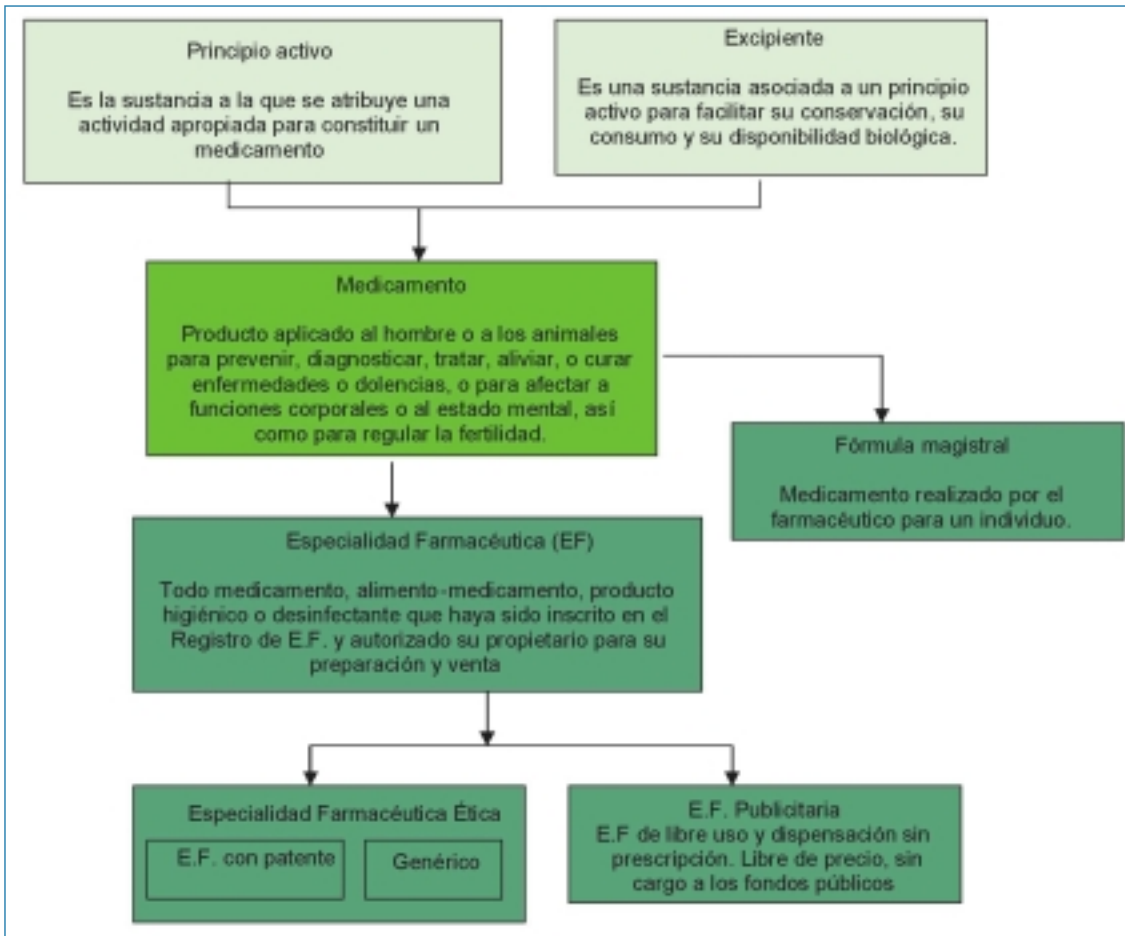 Principio activo
Es la sustancia a la que se atribuye una
actividad apropiada para constituir un
medicamento
Excipiente
Es una sustancia asociada a un principio
activo para facilitar su conservación, su
consumo y su disponibilidad biológica.
Medicamento
Producto aplicado al hombre o a los animales
para prevenir, diagnosticar, tratar, aliviar, o curar
enfermedades o dolencias, o para afectar a
funciones corporales o al estado mental, así
como para regular la fertilidad.
Fórmula magistral
Medicamento realizado por el
farmacéutico para un individuo.
Especialidad Farmacéutica (EF)
Todo medicamento, alimento-medicamento, producto
higiénico o desinfectante que haya sido inscrito en el
Registro de E.F. y autorizado su propietario para su
preparación y venta
Especialidad Farmacéutica Ética
E.F. con patente
Genérico
E.F. Publicitaria
E.F de libre uso y dispensación sin
prescripción. Libre de precio, sin
cargo a los fondos públicos